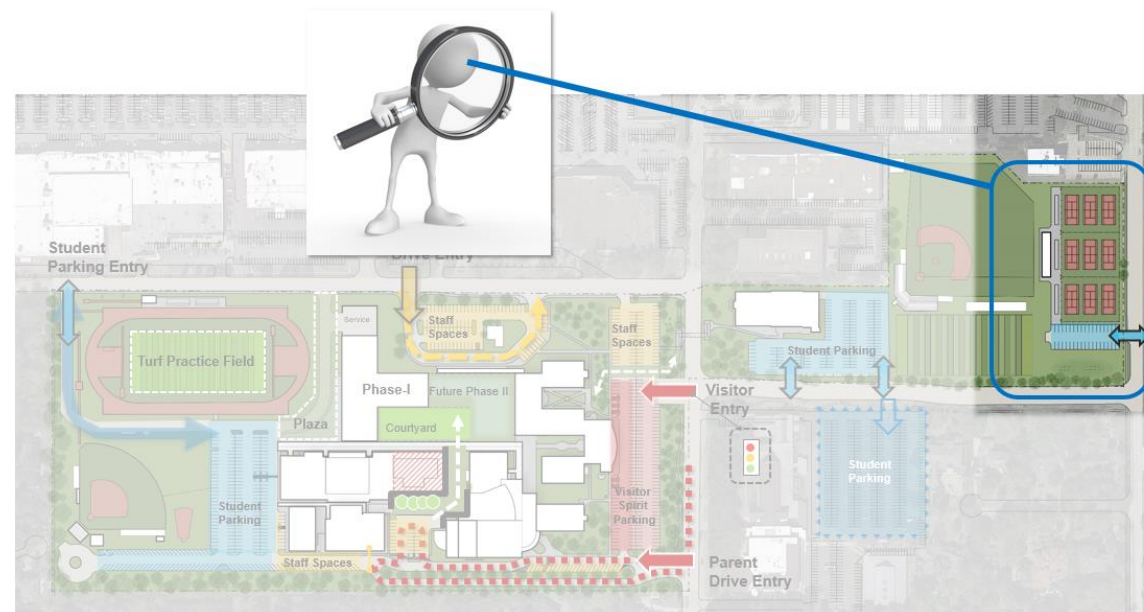 Student
Parking Entry
Drive Entry
Service
Staff
Spaces
Staff
Spaces
Turf Practice Field
Phase-I
Future Phase II
Student Parking
Plaza
Courtyard
Visitor
Entry
Student
Parking
Visitor
Spirit
Parking
Student
Parking
Staff Spaces
Parent
Drive Entry